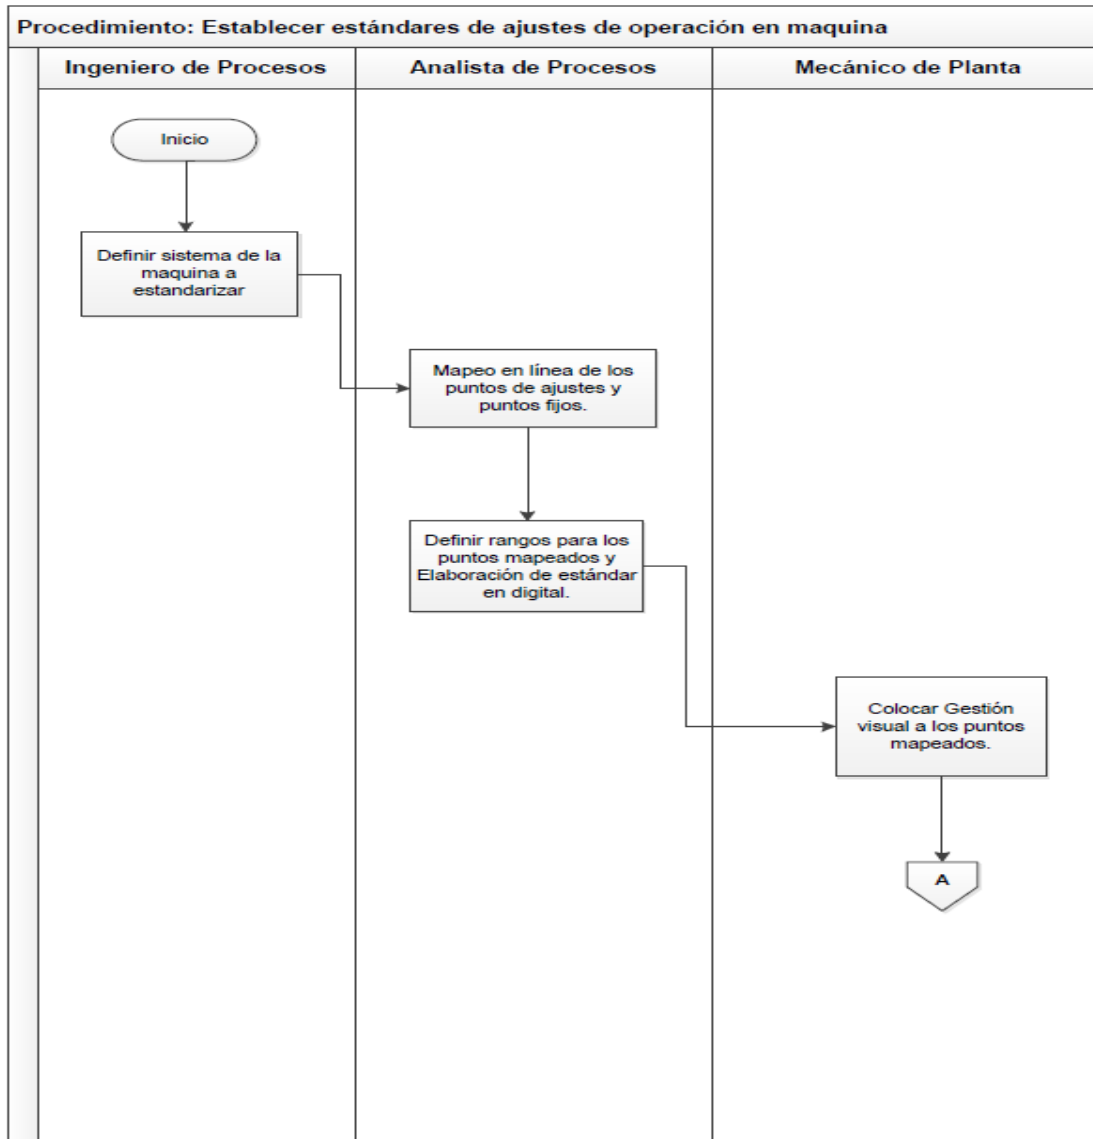 Procedimiento: Establecer estándares de ajustes de operación en maquina
Ingeniero de Procesos
Analista de Procesos
Mecánico de Planta
Inicio
Definir sistema de la
maquina a
estandarizar
Mapeo en línea de los
puntos de ajustes y
puntos fijos.
Definir rangos para los
puntos mapeados y
Elaboración de estándar
en digital.
Colocar Gestión
visual a los puntos
mapeados.
A